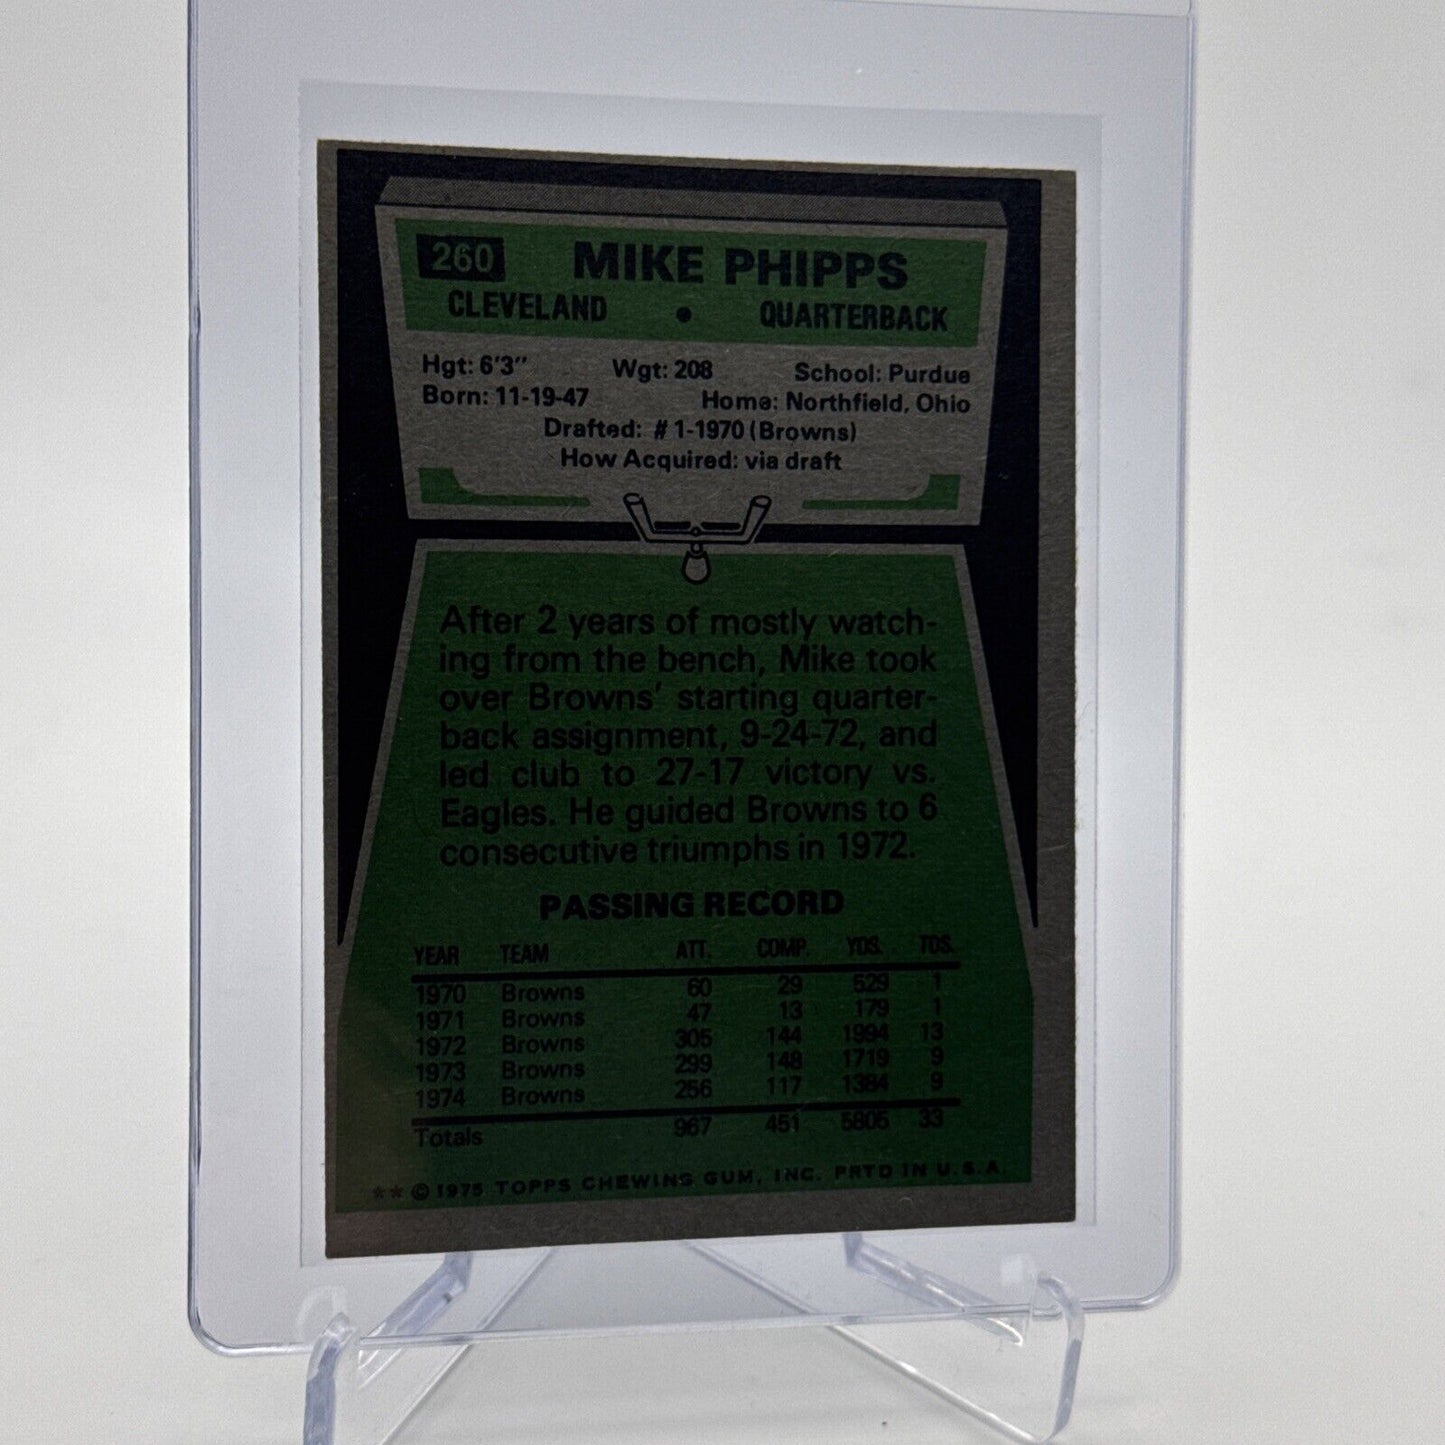 260 MIKE PHIPPS
CLEVELAND • QUARTERBACK
Hgt: 6'3" Wgt: 208 School: Purdue
Born: 11-19-47 Home: Northfield, Ohio
Drafted: #1-1970 (Browns)
How Acquired: via draft
After 2 years of mostly watch-
ing from the bench, Mike took
over Browns' starting quarter-
back assignment, 9-24-72, and
led club to 27-17 victory vs.
Eagles. He guided Browns to 6
consecutive triumphs in 1972.
PASSING RECORD
YEAR TEAM ATT. COMP. YDS. TDS.
1970 Browns 60 29 529 1
1971 Browns 47 13 179 1
1972 Browns 305 144 1994 13
1973 Browns 299 148 1719 9
1974 Browns 256 117 1384 9
Totals 967 451 5805 33
** © 1975 TOPPS CHEWING GUM, INC. PRTD IN U.S.A.